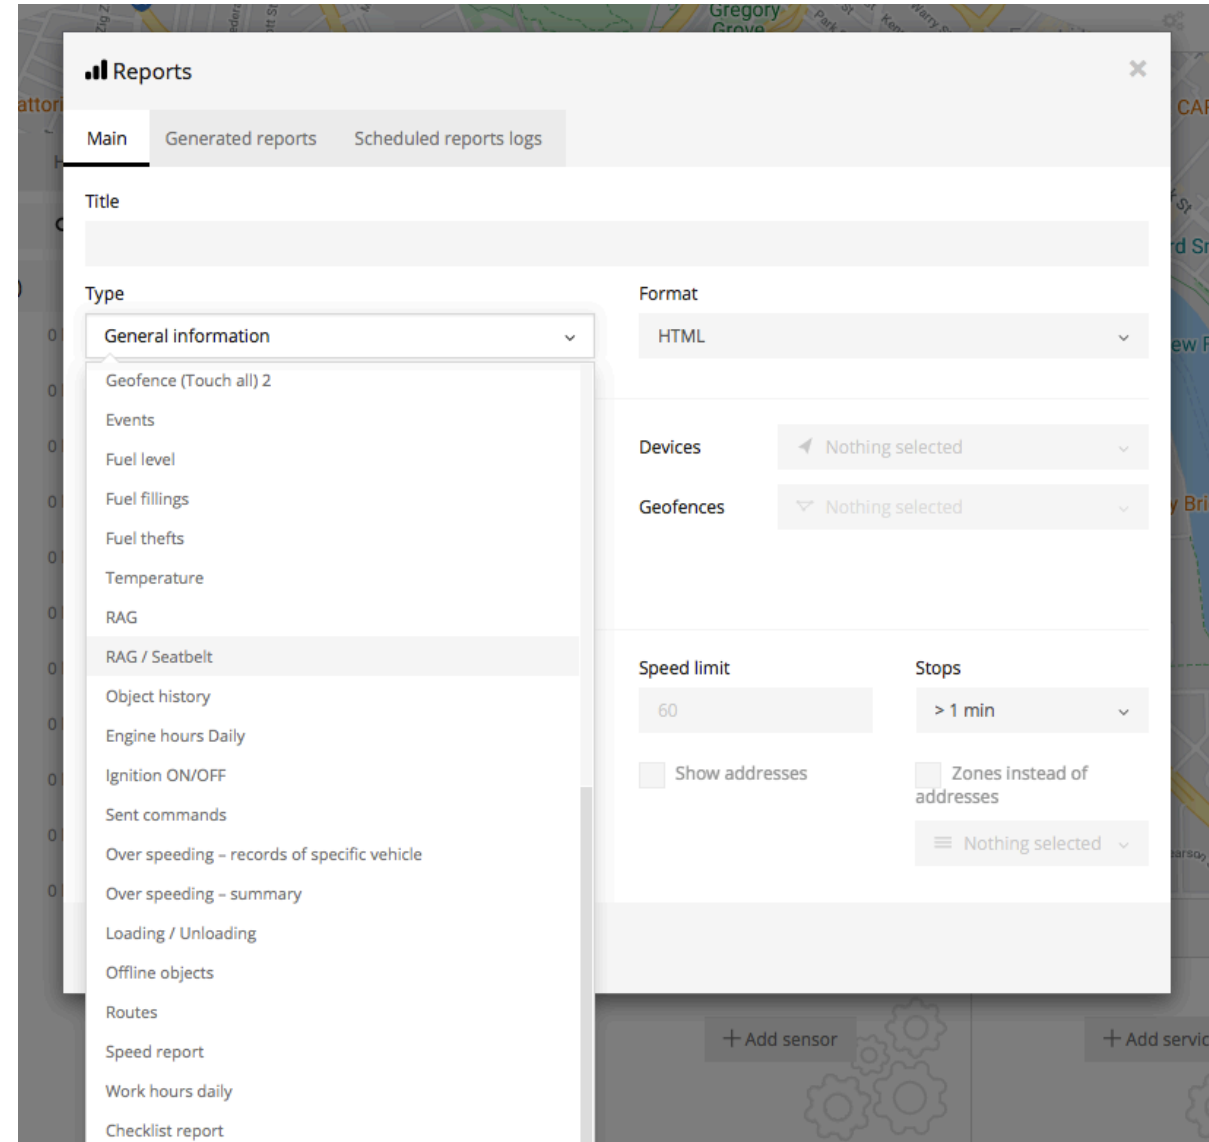 Gregory
Grove
Reports
Main
Generated reports
Scheduled reports logs
Title
Type
Format
General information
HTML
Geofence (Touch all) 2
Events
Fuel level
Fuel fillings
Fuel thefts
Temperature
RAG
RAG / Seatbelt
Object history
Engine hours Daily
Ignition ON/OFF
Sent commands
Over speeding – records of specific vehicle
Over speeding – summary
Loading / Unloading
Offline objects
Routes
Speed report
Work hours daily
Checklist report
Devices
Nothing selected
Geofences
Nothing selected
Speed limit
Stops
60
> 1 min
Show addresses
Zones instead of
addresses
Nothing selected
Add sensor
Add servic